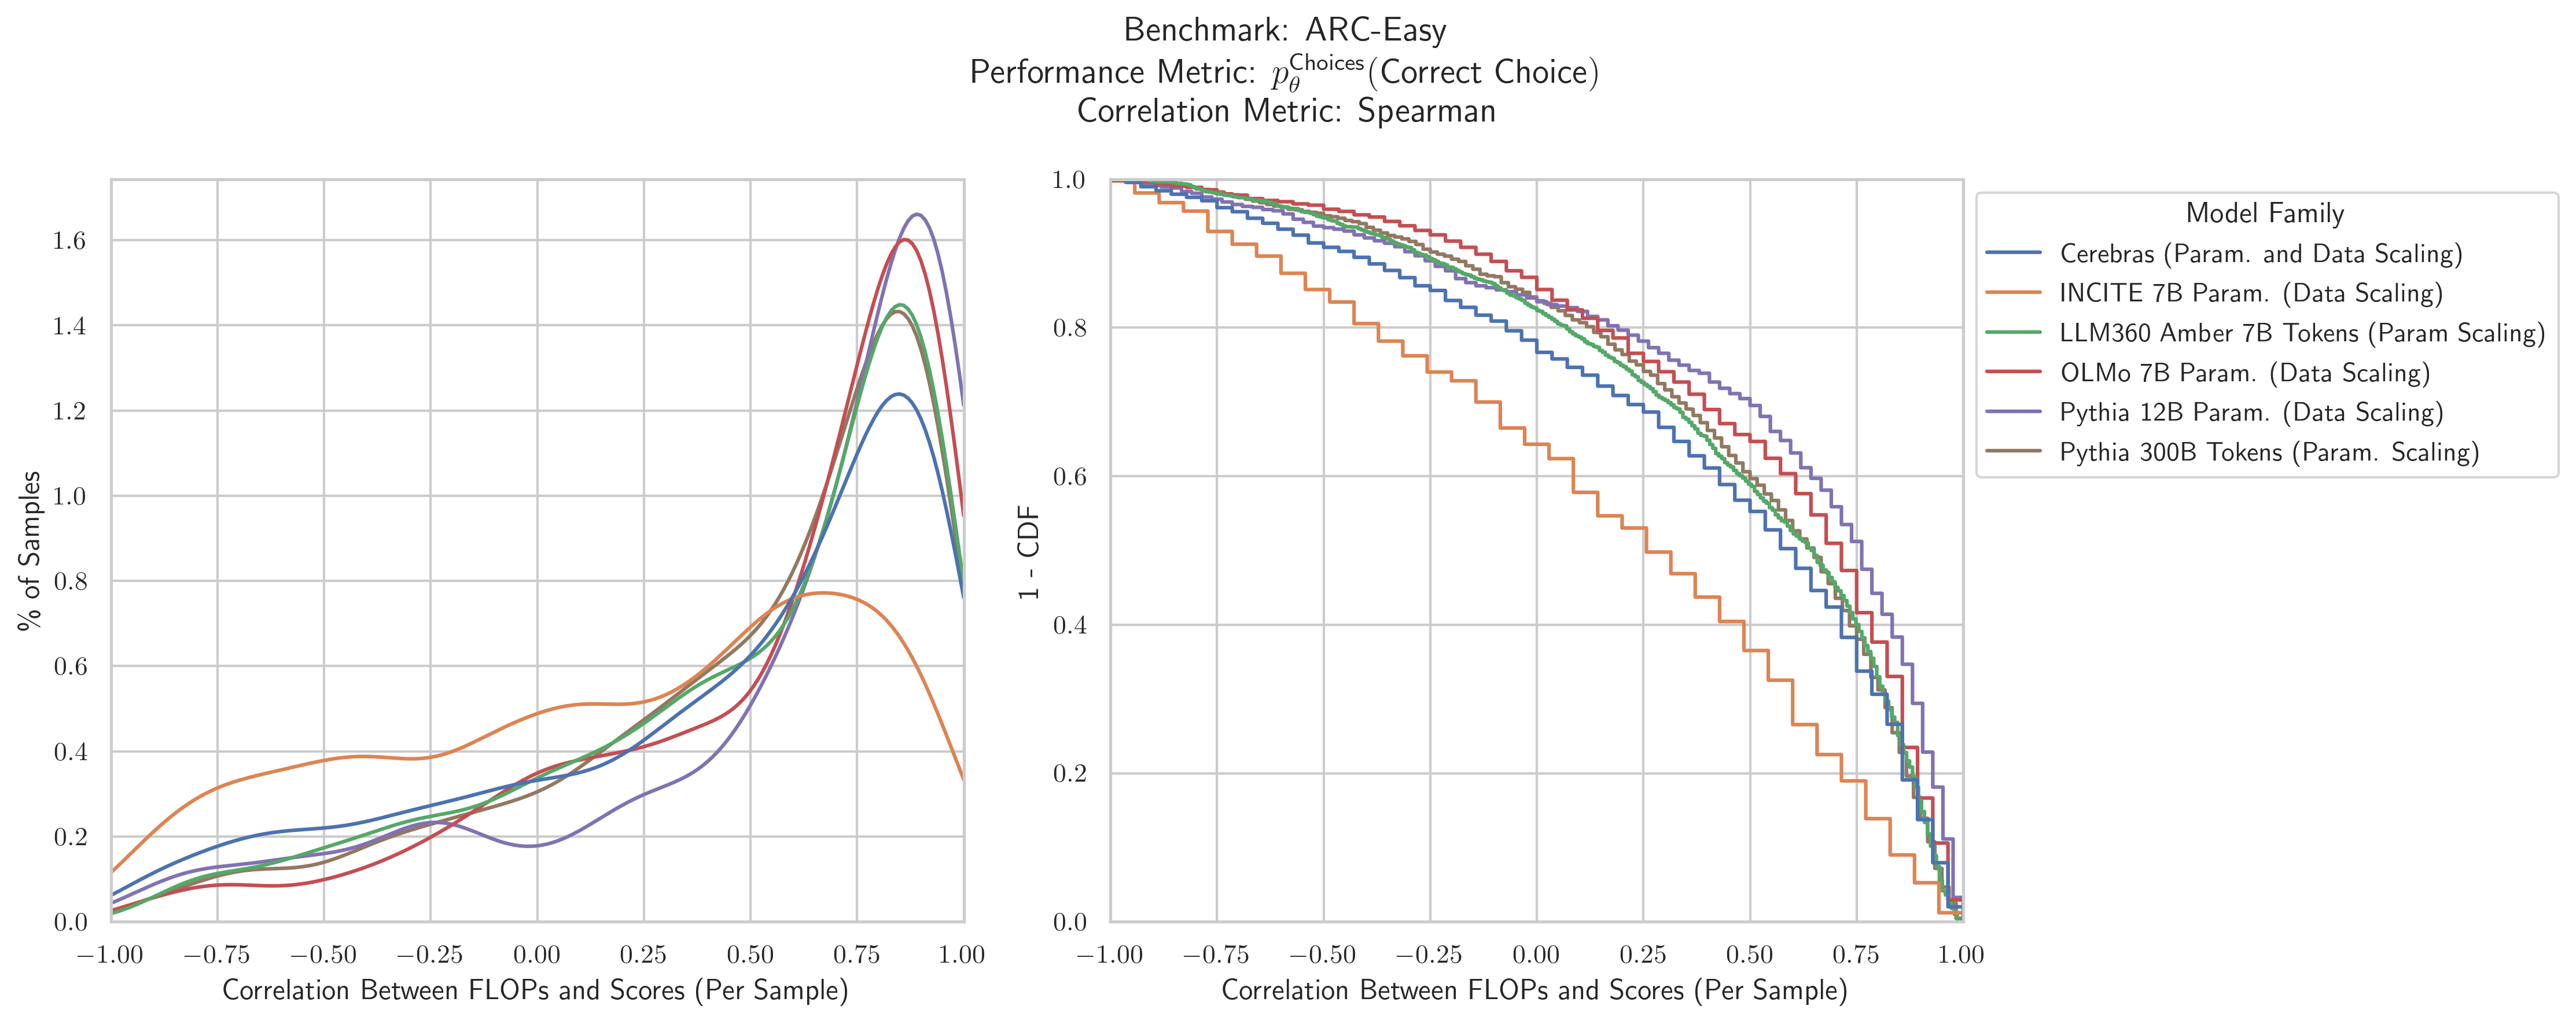 Benchmark: ARC-Easy
Performance Metric: $p_{\theta}^{\text{Choices}}$(Correct Choice)
Correlation Metric: Spearman
% of Samples
1.6
1.4
1.2
1.0
0.8
0.6
0.4
0.2
0.0
−1.00 −0.75 −0.50 −0.25 0.00 0.25 0.50 0.75 1.00
Correlation Between FLOPs and Scores (Per Sample)
1 - CDF
1.0
0.8
0.6
0.4
0.2
0.0
−1.00 −0.75 −0.50 −0.25 0.00 0.25 0.50 0.75 1.00
Correlation Between FLOPs and Scores (Per Sample)
Model Family
Cerebras (Param. and Data Scaling)
INCITE 7B Param. (Data Scaling)
LLM360 Amber 7B Tokens (Param Scaling)
OLMo 7B Param. (Data Scaling)
Pythia 12B Param. (Data Scaling)
Pythia 300B Tokens (Param. Scaling)